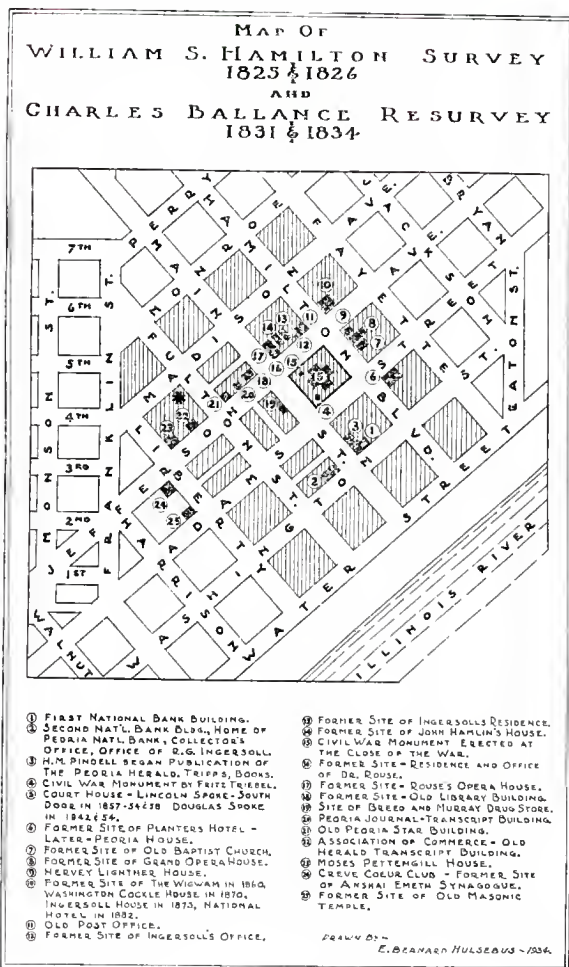 MAP OF
WILLIAM S. HAMILTON SURVEY
1825 & 1826
AND
CHARLES BALLANCE RESURVEY
1831 & 1834
PERRY
BRYAN
7TH
6TH
5TH
4TH
3RD
2ND
1ST
MONSON ST.
FRANKLIN ST.
EATON ST.
MAIN
MADISON
JEFFERSON
ADAMS ST.
WASHINGTON
WALNUT
WATER STREET
ILLINOIS RIVER
① FIRST NATIONAL BANK BUILDING.
② SECOND NAT'L. BANK BLDG., HOME OF
PEORIA NATL. BANK, COLLECTOR'S
OFFICE, OFFICE OF R.G. INGERSOLL.
③ H.M. PINDELL BEGAN PUBLICATION OF
THE PEORIA HERALD. TRIPP'S, BOOKS.
④ CIVIL WAR MONUMENT BY FRITZ TRIEBEL.
⑤ COURT HOUSE - LINCOLN SPOKE - SOUTH
DOOR IN 1857-54 & 58 DOUGLAS SPOKE
IN 1842 & 54.
⑥ FORMER SITE OF PLANTERS HOTEL -
LATER - PEORIA HOUSE.
⑦ FORMER SITE OF OLD BAPTIST CHURCH.
⑧ FORMER SITE OF GRAND OPERA HOUSE.
⑨ HERVEY LIGHTNER HOUSE.
⑩ FORMER SITE OF THE WIGWAM IN 1860,
WASHINGTON COCKLE HOUSE IN 1870,
INGERSOLL HOUSE IN 1873, NATIONAL
HOTEL IN 1882.
⑪ OLD POST OFFICE.
⑫ FORMER SITE OF INGERSOLL'S OFFICE.
⑬ FORMER SITE OF INGERSOLLS RESIDENCE.
⑭ FORMER SITE OF JOHN HAMLIN'S HOUSE.
⑮ CIVIL WAR MONUMENT ERECTED AT
THE CLOSE OF THE WAR.
⑯ FORMER SITE - RESIDENCE AND OFFICE
OF DR. ROUSE.
⑰ FORMER SITE - ROUSE'S OPERA HOUSE.
⑱ FORMER SITE - OLD LIBRARY BUILDING.
⑲ SITE OF BREED AND MURRAY DRUG STORE.
⑳ PEORIA JOURNAL-TRANSCRIPT BUILDING.
㉑ OLD PEORIA STAR BUILDING.
㉒ ASSOCIATION OF COMMERCE - OLD
HERALD TRANSCRIPT BUILDING.
㉓ MOSES PETTENGILL HOUSE.
㉔ CREVE COEUR CLUB - FORMER SITE
OF ANSHAI EMETH SYNAGOGUE.
㉕ FORMER SITE OF OLD MASONIC
TEMPLE.
DRAWN BY -
E. BERNARD HULSEBUS - 1934